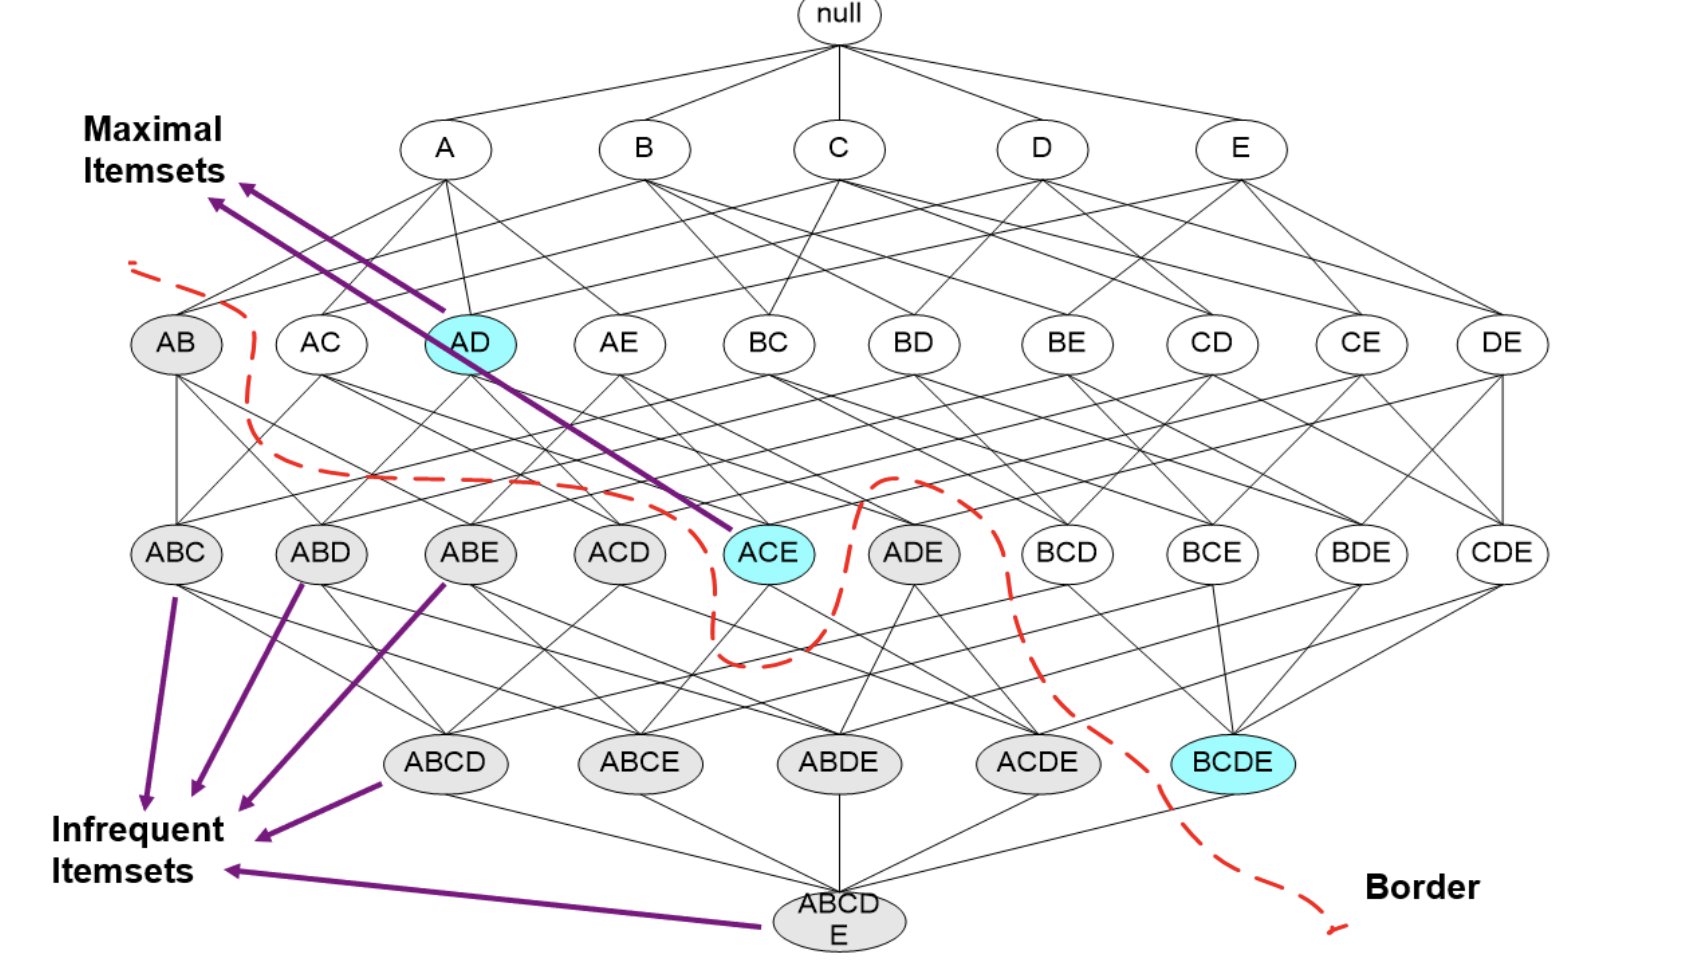 null
Maximal
Itemsets
A
B
C
D
E
AB
AC
AD
AE
BC
BD
BE
CD
CE
DE
ABC
ABD
ABE
ACD
ACE
ADE
BCD
BCE
BDE
CDE
ABCD
ABCE
ABDE
ACDE
BCDE
Infrequent
Itemsets
Border
ABCD
E